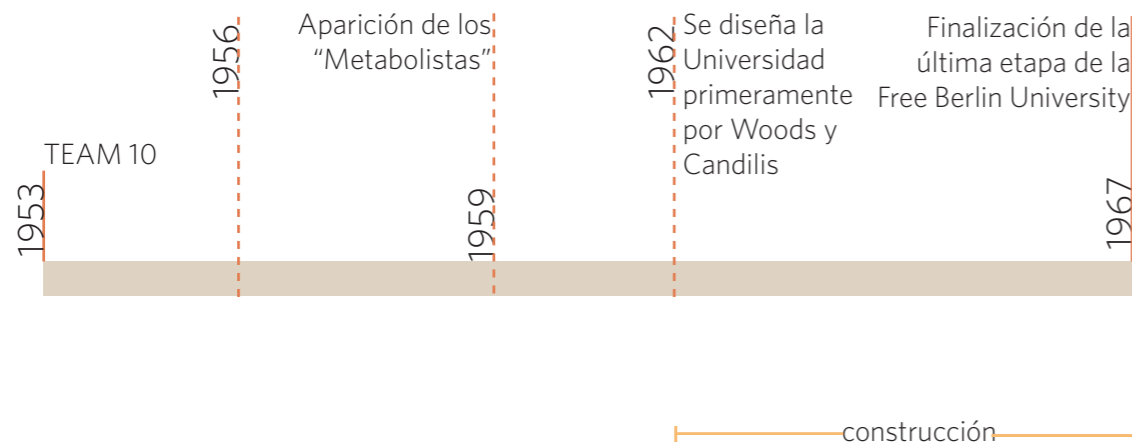 1953
TEAM 10
1956
Aparición de los
“Metabolistas”
1959
1962
Se diseña la
Universidad
primeramente
por Woods y
Candilis
Finalización de la
última etapa de la
Free Berlin University
1967
construcción